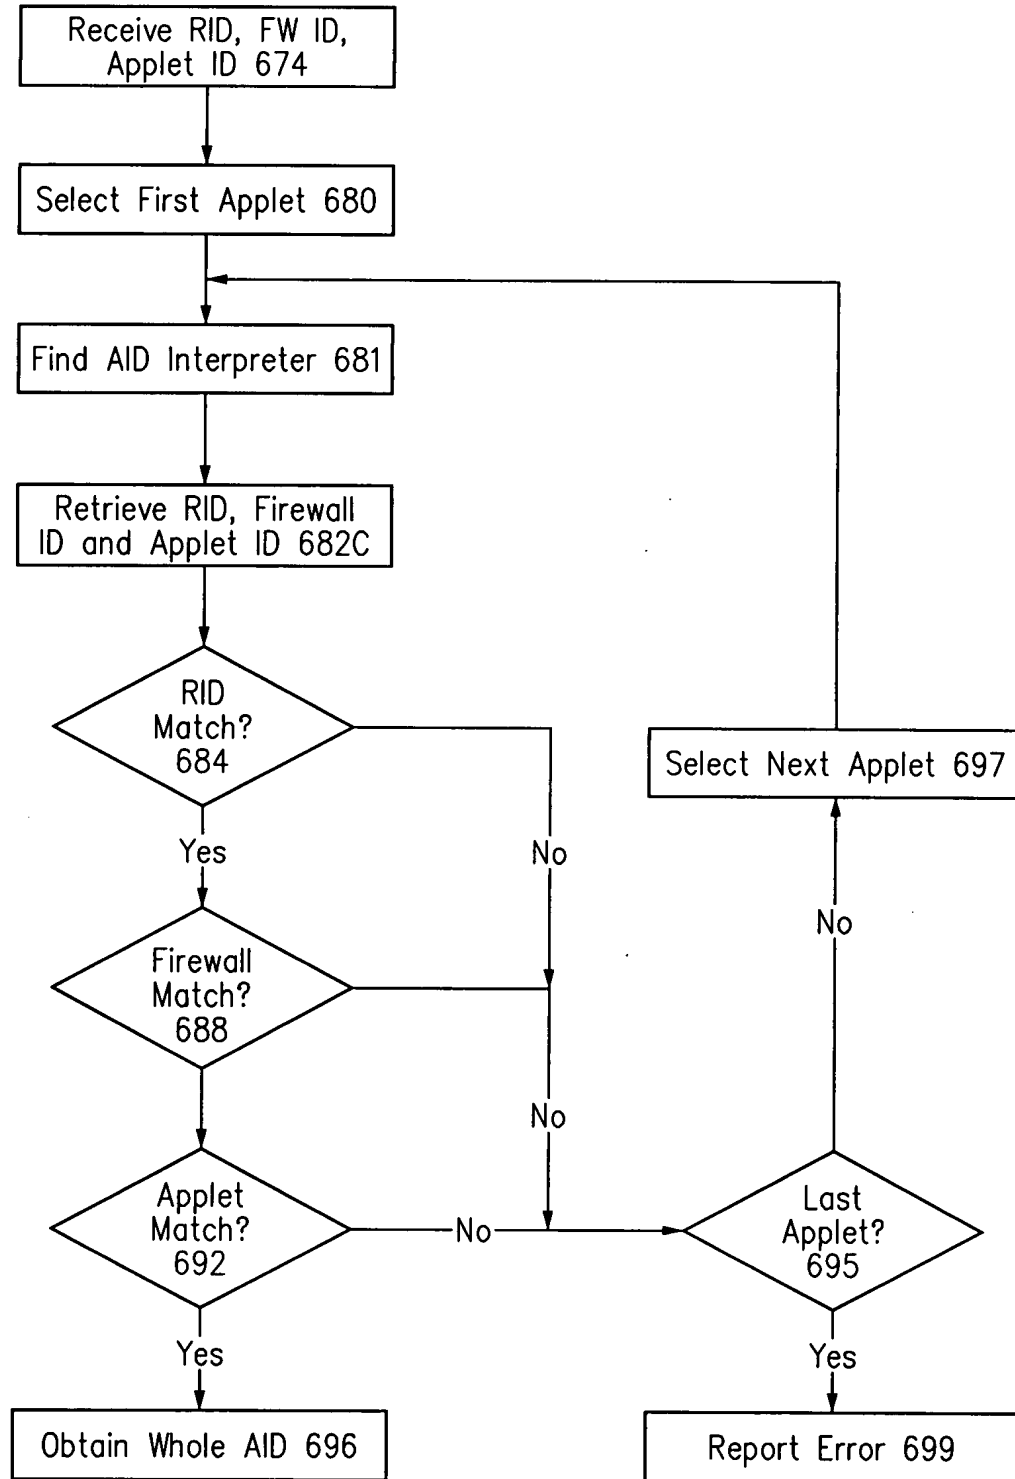 Receive RID, FW ID,
Applet ID 674
Select First Applet 680
Find AID Interpreter 681
Retrieve RID, Firewall
ID and Applet ID 682C
RID
Match?
684
Select Next Applet 697
Yes
No
No
Firewall
Match?
688
No
Applet
Match?
692
No
Last
Applet?
695
Yes
Yes
Obtain Whole AID 696
Report Error 699